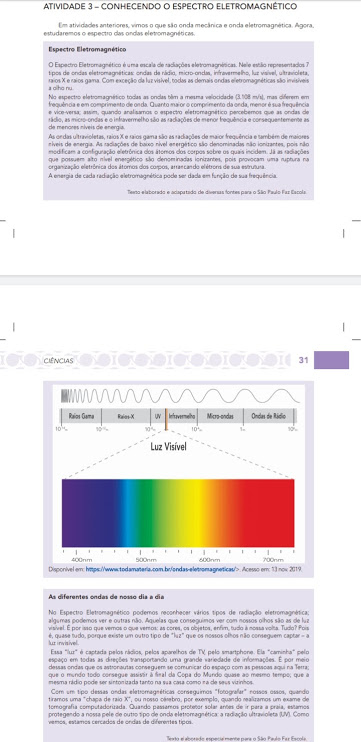 ATIVIDADE 3 – CONHECENDO O ESPECTRO ELETROMAGNÉTICO
Em atividades anteriores, vimos o que são onda mecânica e onda eletromagnética. Agora,
estudaremos o espectro das ondas eletromagnéticas.
Espectro Eletromagnético
O Espectro Eletromagnético é uma escala de radiações eletromagnéticas. Nele estão representados 7
tipos de ondas eletromagnéticas: ondas de rádio, micro-ondas, infravermelho, luz visível, ultravioleta,
raios X e raios gama. Com exceção da luz visível, todas as demais ondas eletromagnéticas são invisíveis
a olho nu.
No espectro eletromagnético todas as ondas têm a mesma velocidade (3.108 m/s), mas diferem em
frequência e em comprimento de onda. Quanto maior o comprimento da onda, menor é sua frequência
e vice-versa; assim, quando analisamos o espectro eletromagnético percebemos que as ondas de
rádio, as micro-ondas e o infravermelho são as radiações de menor frequência e consequentemente as
de menores níveis de energia.
As ondas ultravioletas, raios X e raios gama são as radiações de maior frequência e também de maiores
níveis de energia. As radiações de baixo nível energético são denominadas não ionizantes, pois não
modificam a configuração eletrônica dos átomos dos corpos sobre os quais incidem. Já as radiações
que possuem alto nível energético são denominadas ionizantes, pois provocam uma ruptura na
organização eletrônica dos átomos dos corpos, arrancando elétrons de sua estrutura.
A energia de cada radiação eletromagnética pode ser dada em função de sua frequência.
Texto elaborado e adaptado de diversas fontes para o São Paulo Faz Escola.
CIÊNCIAS 31
Raios Gama Raios-X UV Infravermelho Micro-ondas Ondas de Rádio
Luz Visível
400nm 500nm 600nm 700nm
Disponível em: https://www.todamateria.com.br/ondas-eletromagneticas/>. Acesso em: 13 nov. 2019.
As diferentes ondas de nosso dia a dia
No Espectro Eletromagnético podemos reconhecer vários tipos de radiação eletromagnética;
algumas podemos ver e outras não. Aquelas que conseguimos ver com nossos olhos são as de luz
visível. É por isso que vemos o que vemos: as cores, os objetos, enfim, tudo à nossa volta. Tudo? Pois
é, quase tudo, porque existe um outro tipo de "luz" que os nossos olhos não conseguem captar – a
luz invisível.
Essa "luz" é captada pelos rádios, pelos aparelhos de TV, pelo smartphone. Ela "caminha" pelo
espaço em todas as direções transportando uma grande variedade de informações. É por meio
dessas ondas que os astronautas conseguem se comunicar do espaço com as pessoas aqui na Terra;
que o mundo todo consegue assistir à final da Copa do Mundo quase ao mesmo tempo; que a
mesma rádio pode ser sintonizada tanto na sua casa como na de seus vizinhos.
Com um tipo dessas ondas eletromagnéticas conseguimos "fotografar" nossos ossos, quando
tiramos uma "chapa de raio X", ou nosso cérebro, por exemplo, quando realizamos um exame de
tomografia computadorizada. Quando passamos protetor solar antes de ir para a praia, estamos
protegendo a nossa pele de outro tipo de onda eletromagnética: a radiação ultravioleta (UV). Como
vemos, estamos cercados de ondas de diferentes tipos.
Texto elaborado especialmente para o São Paulo Faz Escola.